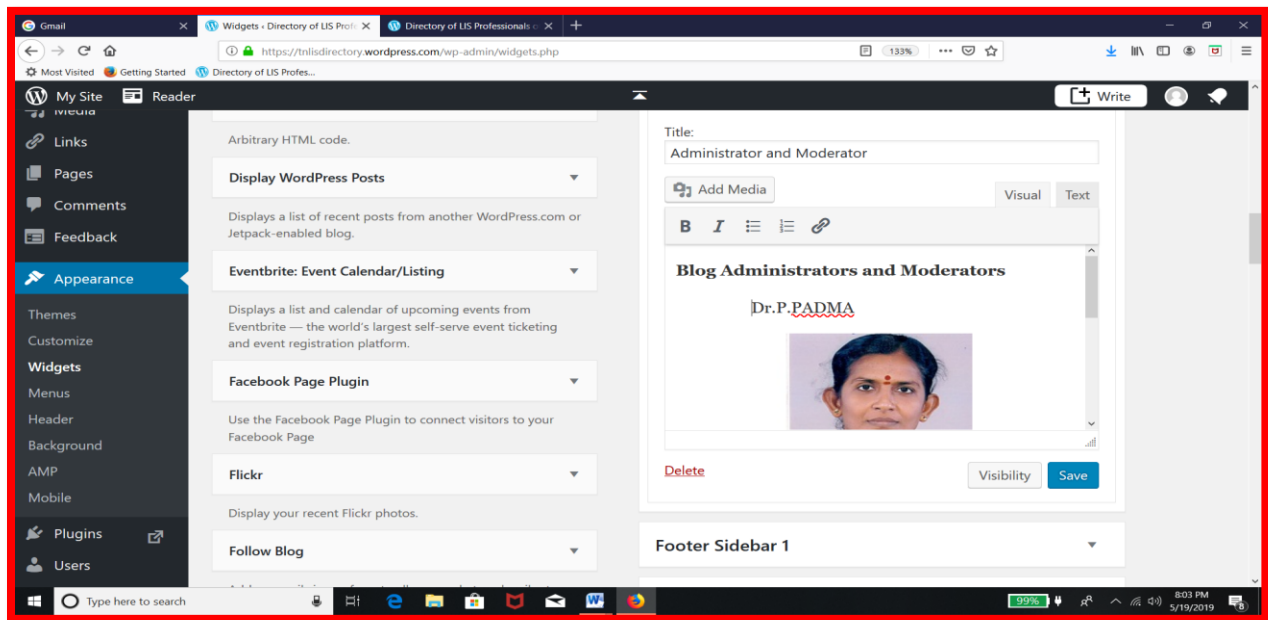 Gmail
Widgets ‹ Directory of LIS Prof
Directory of LIS Professionals o
https://tnlisdirectory.wordpress.com/wp-admin/widgets.php
133%
Most Visited
Getting Started
Directory of LIS Profes...
My Site
Reader
Write
Media
Links
Pages
Comments
Feedback
Appearance
Themes
Customize
Widgets
Menus
Header
Background
AMP
Mobile
Plugins
Users
Arbitrary HTML code.
Display WordPress Posts
Displays a list of recent posts from another WordPress.com or
Jetpack-enabled blog.
Eventbrite: Event Calendar/Listing
Displays a list and calendar of upcoming events from
Eventbrite — the world's largest self-serve event ticketing
and event registration platform.
Facebook Page Plugin
Use the Facebook Page Plugin to connect visitors to your
Facebook Page
Flickr
Display your recent Flickr photos.
Follow Blog
Title:
Administrator and Moderator
Add Media
Visual
Text
B I
Blog Administrators and Moderators
Dr.P.PADMA
Delete
Visibility
Save
Footer Sidebar 1
Type here to search
99%
8:03 PM
5/19/2019